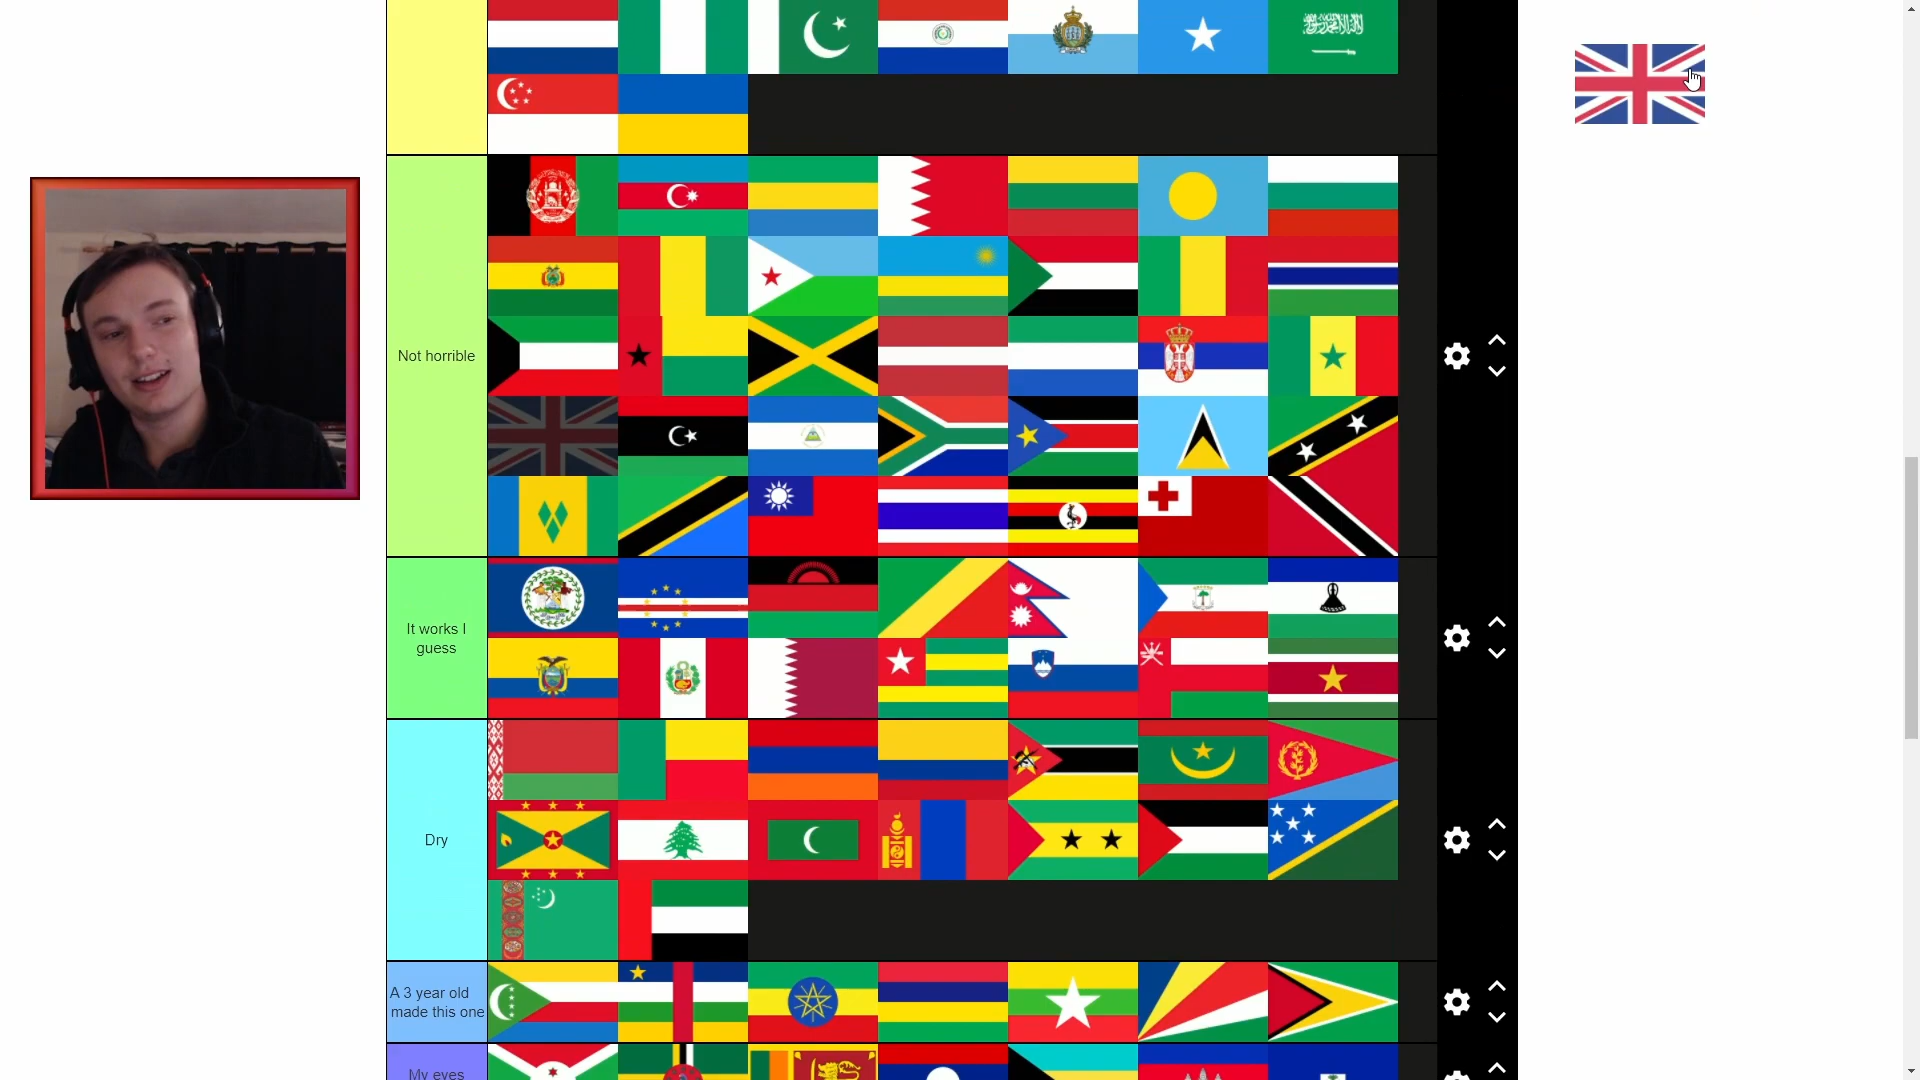 Not horrible
It works I
guess
Dry
A 3 year old
made this one
My eyes